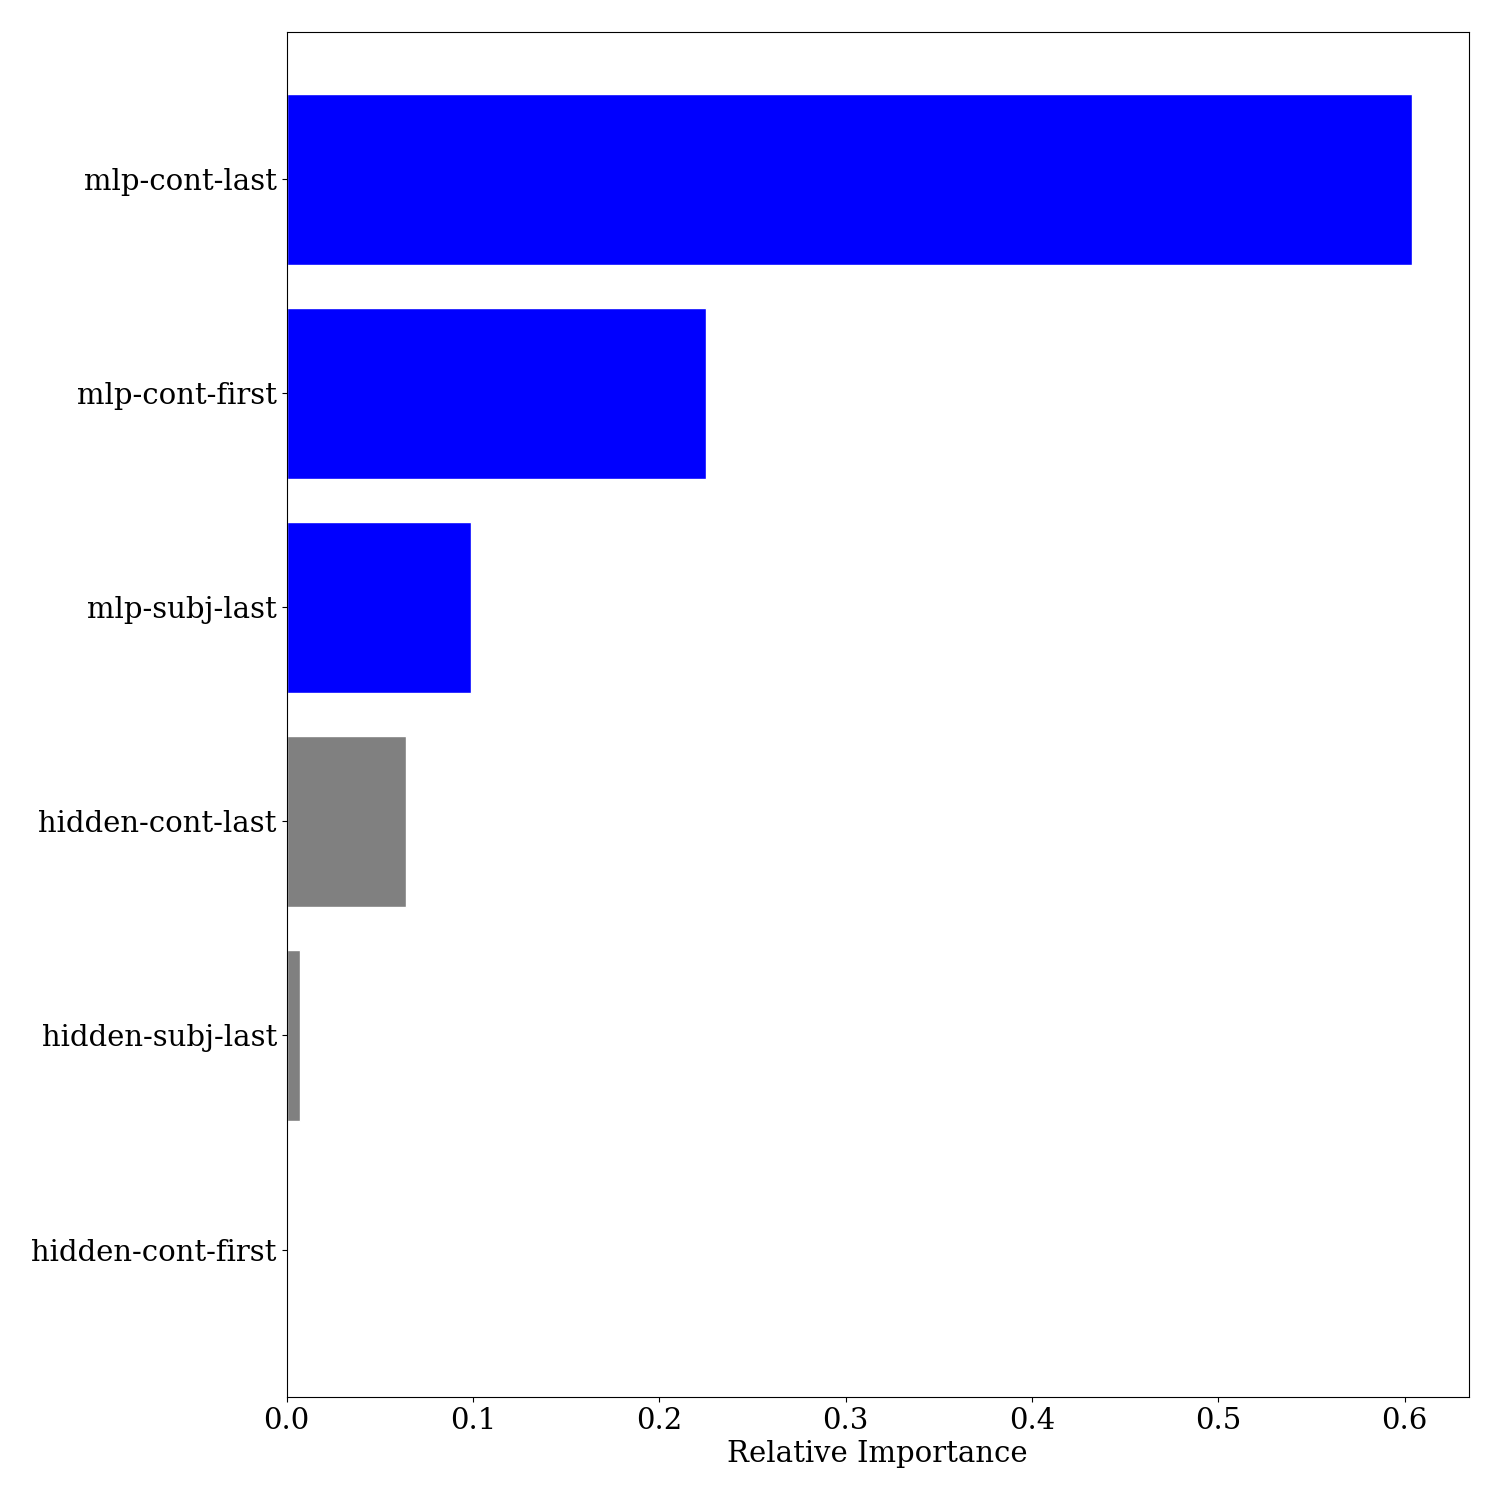 mlp-cont-last
mlp-cont-first
mlp-subj-last
hidden-cont-last
hidden-subj-last
hidden-cont-first
0.0 0.1 0.2 0.3 0.4 0.5 0.6
Relative Importance